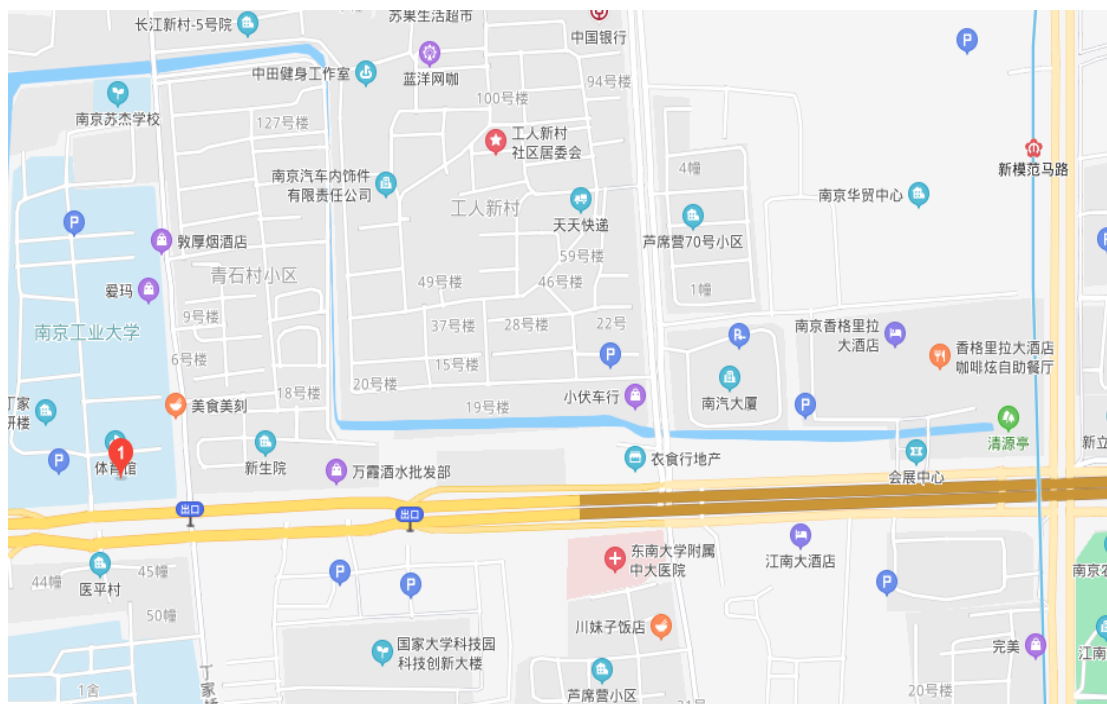 长江新村-5号院
苏果生活超市
中国银行
P
中田健身工作室
蓝洋网咖
94号楼
100号楼
南京苏杰学校
127号楼
工人新村
社区居委会
新模范马路
4幢
南京汽车内饰件
有限责任公司
工人新村
天天快递
南京华贸中心
P
敦厚烟酒店
芦席营70号小区
P
59号楼
青石村小区
49号楼
46号楼
爱玛
1幢
9号楼
37号楼
28号楼
22号
南京工业大学
南京香格里拉
大酒店
香格里拉大酒店
咖啡炫自助餐厅
6号楼
15号楼
P
P
20号楼
18号楼
小伏车行
19号楼
美食美刻
南汽大厦
P
丁家
研楼
清源亭
新立
1
P
体育馆
新生院
万霞酒水批发部
衣食行地产
会展中心
出口
出口
东南大学附属
中大医院
江南大酒店
44幢
45幢
医平村
P
P
P
南京农
50幢
川妹子饭店
国家大学科技园
科技创新大楼
完美
江南
丁家桥
1舍
芦席营小区
20号楼